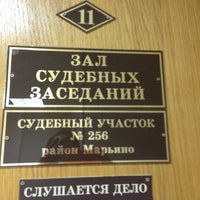 11
ЗАЛ
СУДЕБНЫХ
ЗАСЕДАНИЙ
СУДЕБНЫЙ УЧАСТОК
№ 256
район Марьино
СЛУШАЕТСЯ ДЕЛО